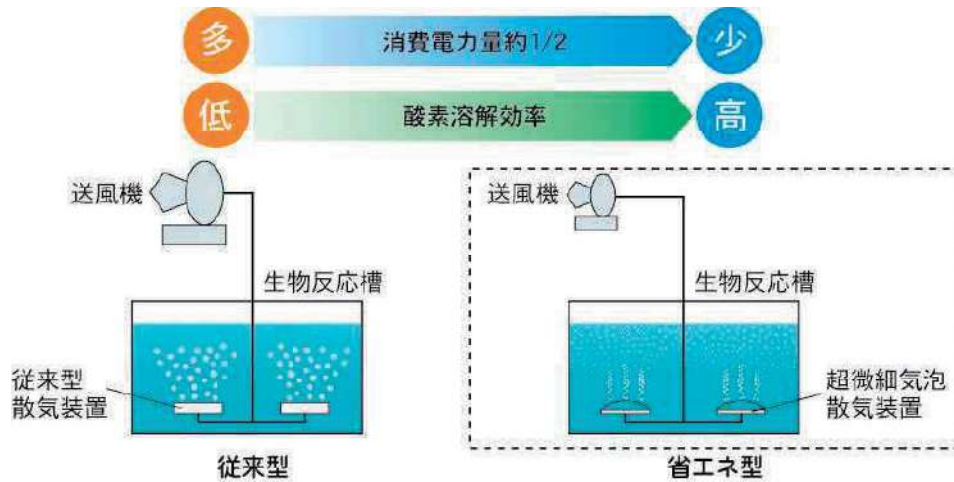 多
消費電力量約1/2
少
低
酸素溶解効率
高
送風機
送風機
生物反応槽
生物反応槽
従来型
散気装置
超微細気泡
散気装置
従来型
省エネ型